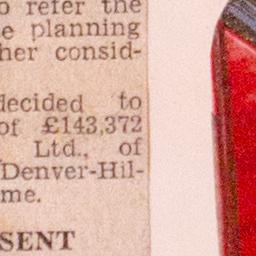 o refer the
e planning
her consid-
decided to
of £143,372
Ltd., of
Denver-Hil-
me.
SENT